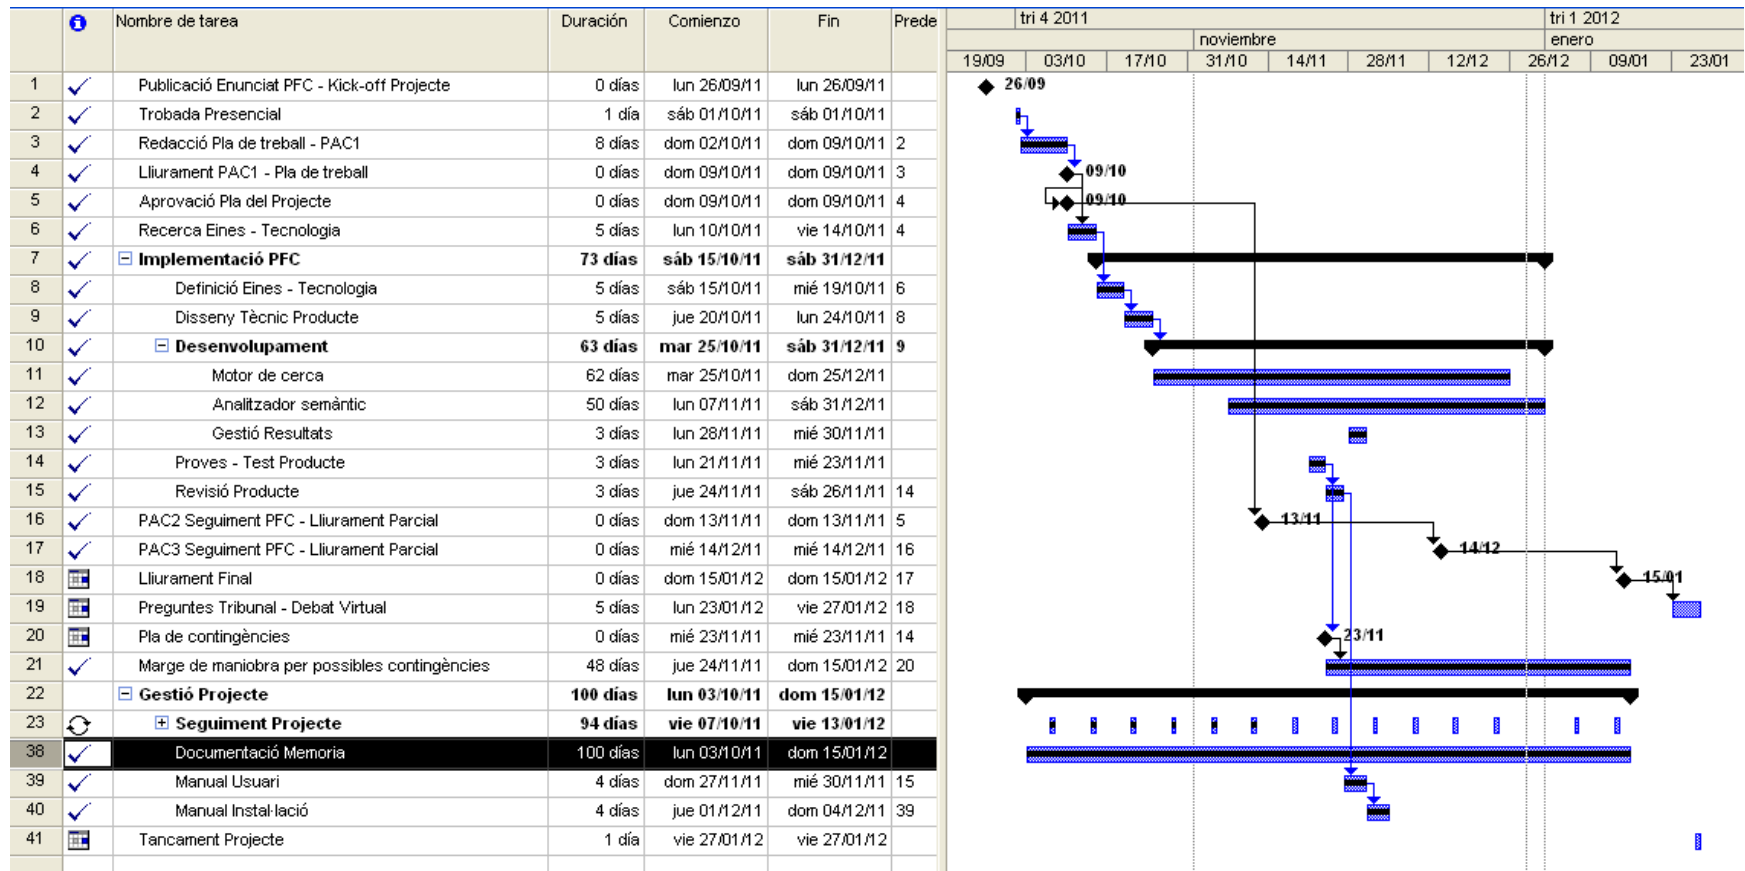 Nombre de tarea Duración Comienzo Fin Prede
tri 4 2011 tri 1 2012
noviembre enero
19/09 03/10 17/10 31/10 14/11 28/11 12/12 26/12 09/01 23/01
1 Publicació Enunciat PFC - Kick-off Projecte 0 días lun 26/09/11 lun 26/09/11 26/09
2 Trobada Presencial 1 día sáb 01/10/11 sáb 01/10/11
3 Redacció Pla de treball - PAC1 8 días dom 02/10/11 dom 09/10/11 2
4 Lliurament PAC1 - Pla de treball 0 días dom 09/10/11 dom 09/10/11 3 09/10
5 Aprovació Pla del Projecte 0 días dom 09/10/11 dom 09/10/11 4 09/10
6 Recerca Eines - Tecnologia 5 días lun 10/10/11 vie 14/10/11 4
7 Implementació PFC 73 días sáb 15/10/11 sáb 31/12/11
8 Definició Eines - Tecnologia 5 días sáb 15/10/11 mié 19/10/11 6
9 Disseny Tècnic Producte 5 días jue 20/10/11 lun 24/10/11 8
10 Desenvolupament 63 días mar 25/10/11 sáb 31/12/11 9
11 Motor de cerca 62 días mar 25/10/11 dom 25/12/11
12 Analitzador semàntic 50 días lun 07/11/11 sáb 31/12/11
13 Gestió Resultats 3 días lun 28/11/11 mié 30/11/11
14 Proves - Test Producte 3 días lun 21/11/11 mié 23/11/11
15 Revisió Producte 3 días jue 24/11/11 sáb 26/11/11 14
16 PAC2 Seguiment PFC - Lliurament Parcial 0 días dom 13/11/11 dom 13/11/11 5 13/11
17 PAC3 Seguiment PFC - Lliurament Parcial 0 días mié 14/12/11 mié 14/12/11 16 14/12
18 Lliurament Final 0 días dom 15/01/12 dom 15/01/12 17 15/01
19 Preguntes Tribunal - Debat Virtual 5 días lun 23/01/12 vie 27/01/12 18
20 Pla de contingències 0 días mié 23/11/11 mié 23/11/11 14 23/11
21 Marge de maniobra per possibles contingències 48 días jue 24/11/11 dom 15/01/12 20
22 Gestió Projecte 100 días lun 03/10/11 dom 15/01/12
23 Seguiment Projecte 94 días vie 07/10/11 vie 13/01/12
38 Documentació Memoria 100 días lun 03/10/11 dom 15/01/12
39 Manual Usuari 4 días dom 27/11/11 mié 30/11/11 15
40 Manual Instal·lació 4 días jue 01/12/11 dom 04/12/11 39
41 Tancament Projecte 1 día vie 27/01/12 vie 27/01/12